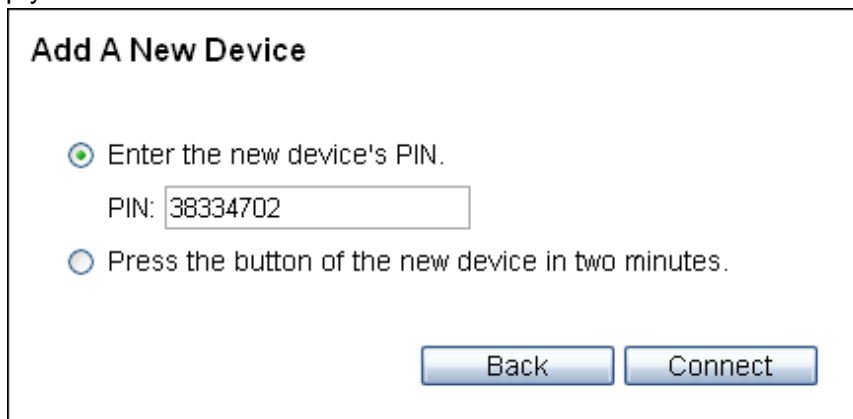 Add A New Device
Enter the new device's PIN.
PIN: 38334702
Press the button of the new device in two minutes.
Back Connect